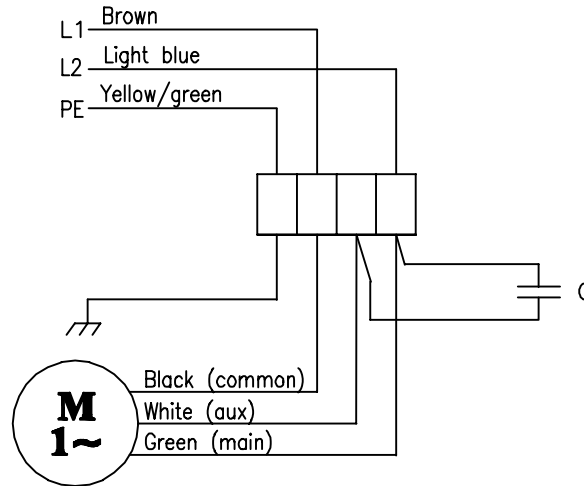 L1 Brown
L2 Light blue
PE Yellow/green
Black (common)
M
1~
White (aux)
Green (main)